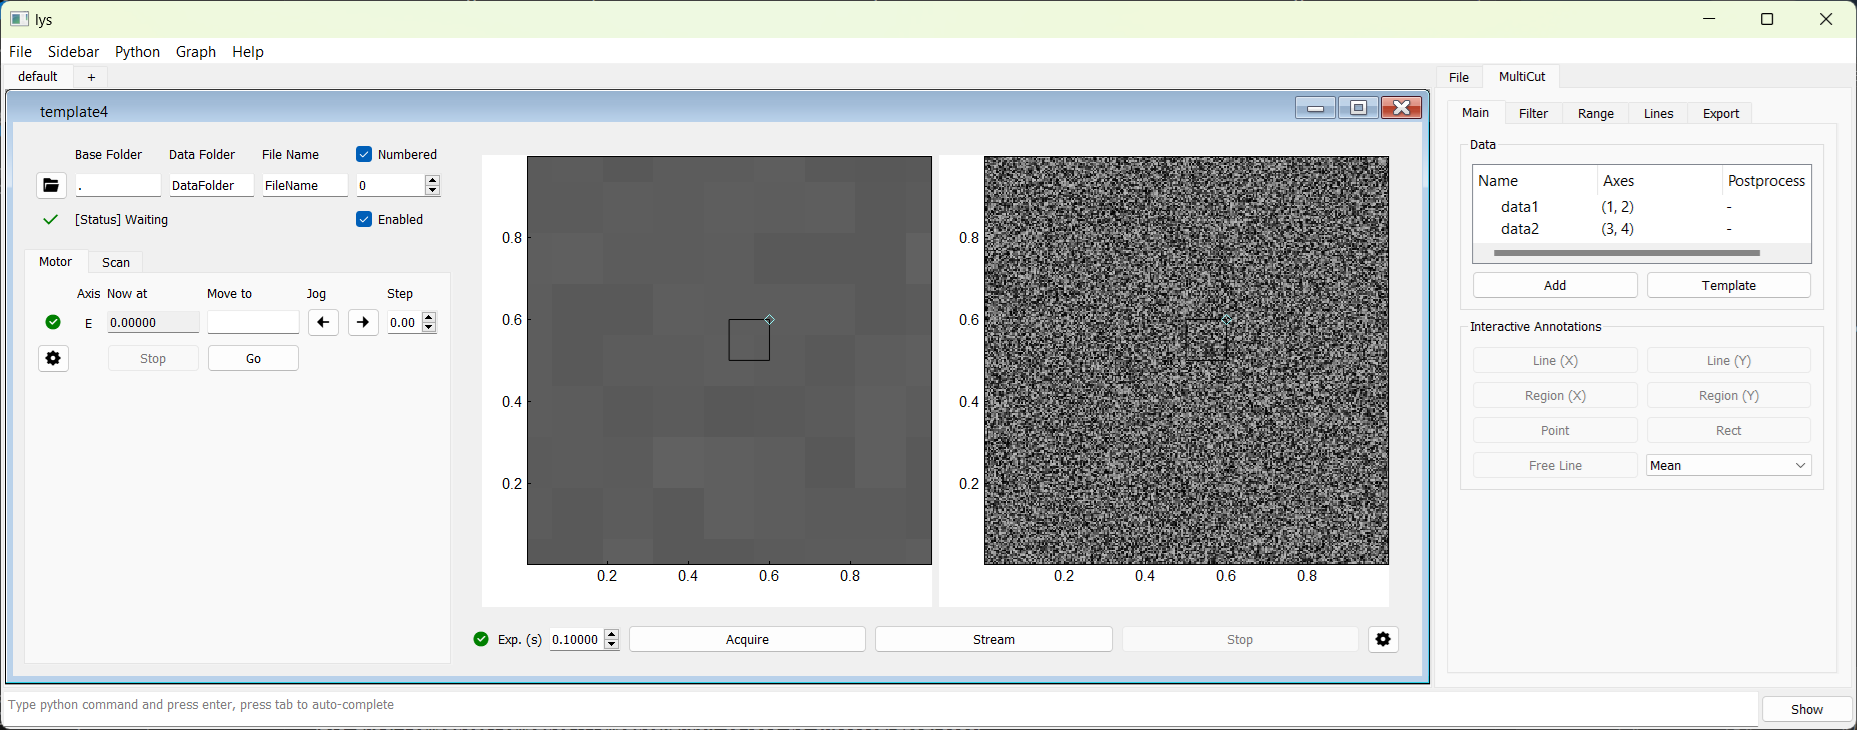 lys
File Sidebar Python Graph Help
default +
File MultiCut
template4
Main Filter Range Lines Export
Base Folder Data Folder File Name Numbered
. DataFolder FileName 0
[Status] Waiting Enabled
Motor Scan
Axis Now at Move to Jog Step
E 0.00000 0.00
Stop Go
0.8
0.6
0.4
0.2
0.2 0.4 0.6 0.8
0.8
0.6
0.4
0.2
0.2 0.4 0.6 0.8
Exp. (s) 0.10000 Acquire Stream Stop
Data
Name Axes Postprocess
data1 (1, 2) -
data2 (3, 4) -
Add Template
Interactive Annotations
Line (X) Line (Y)
Region (X) Region (Y)
Point Rect
Free Line Mean
Type python command and press enter, press tab to auto-complete
Show